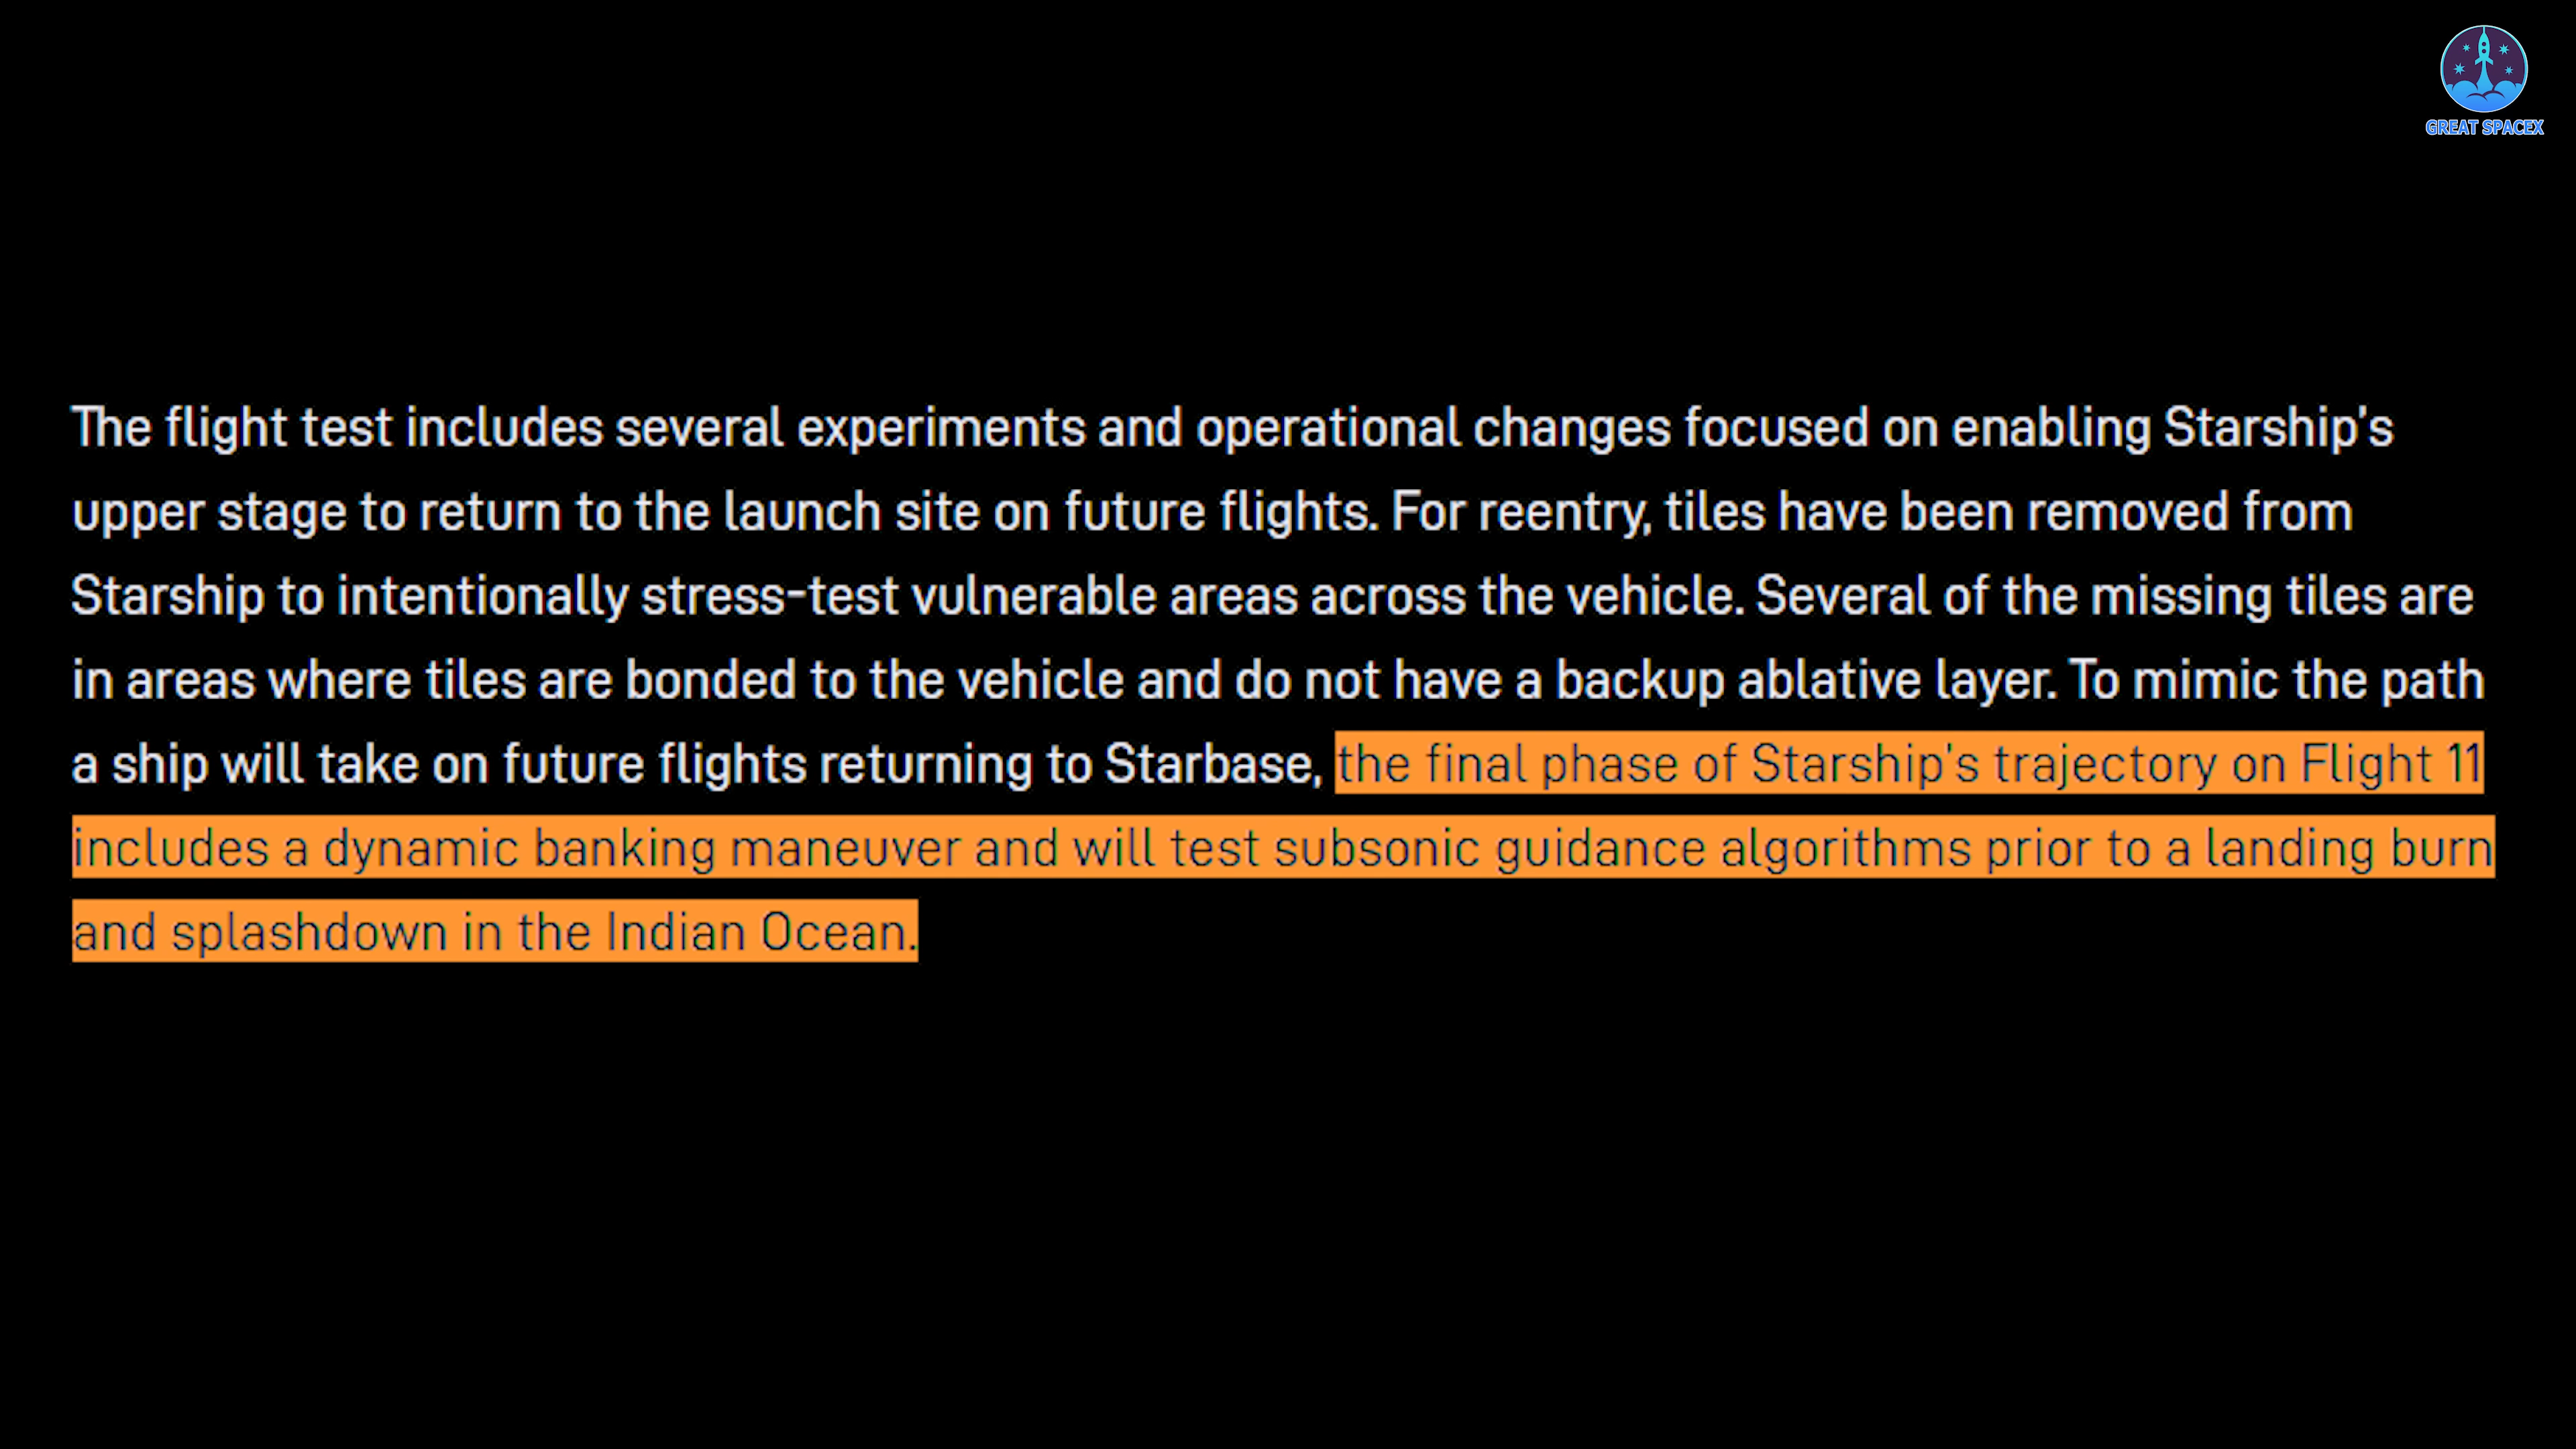 GREAT SPACEX
The flight test includes several experiments and operational changes focused on enabling Starship's
upper stage to return to the launch site on future flights. For reentry, tiles have been removed from
Starship to intentionally stress-test vulnerable areas across the vehicle. Several of the missing tiles are
in areas where tiles are bonded to the vehicle and do not have a backup ablative layer. To mimic the path
a ship will take on future flights returning to Starbase, the final phase of Starship's trajectory on Flight 11
includes a dynamic banking maneuver and will test subsonic guidance algorithms prior to a landing burn
and splashdown in the Indian Ocean.